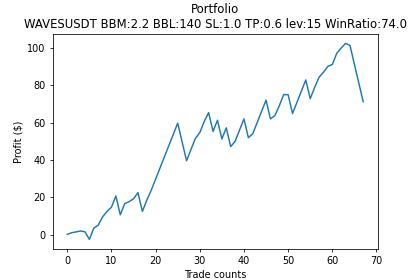 Portfolio
WAVESUSDT BBM:2.2 BBL:140 SL:1.0 TP:0.6 lev:15 WinRatio:74.0
100
80
60
40
20
0
Profit ($)
0 10 20 30 40 50 60 70
Trade counts